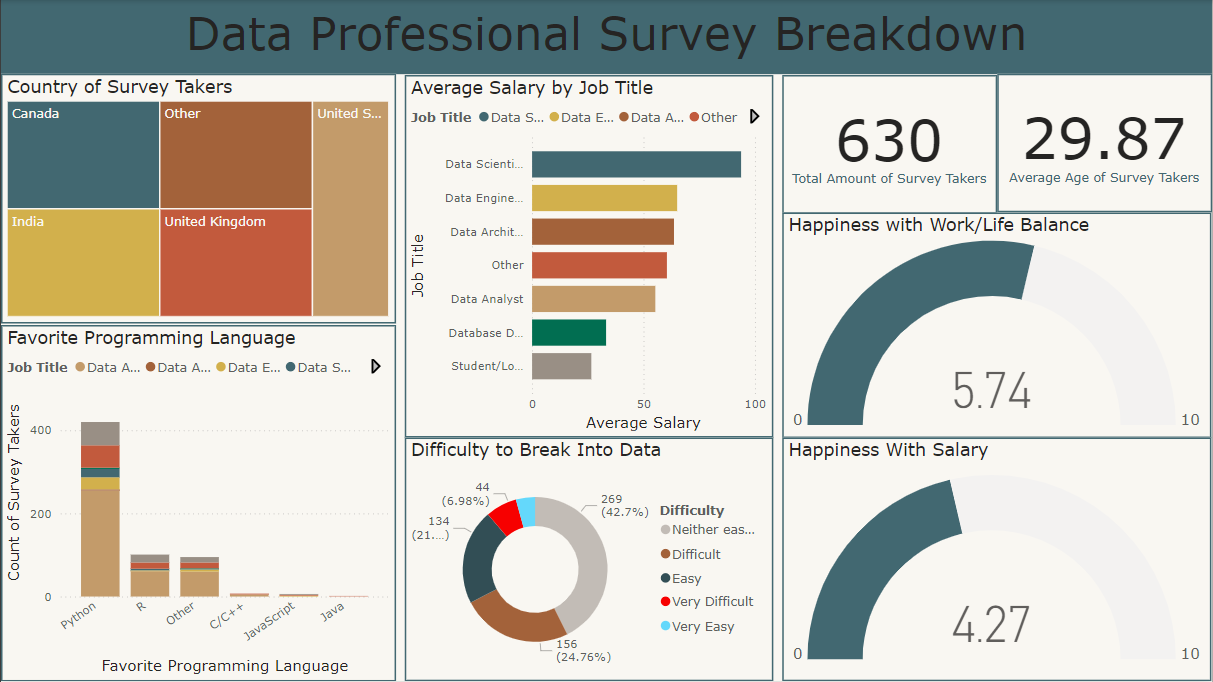 Data Professional Survey Breakdown
Country of Survey Takers
Canada
Other
United S...
India
United Kingdom
Favorite Programming Language
Job Title Data A... Data A... Data E... Data S...
Count of Survey Takers
400
200
0
Python
R
Other
C/C++
JavaScript
Java
Favorite Programming Language
Average Salary by Job Title
Job Title Data S... Data E... Data A... Other
Job Title
Data Scienti...
Data Engine...
Data Archit...
Other
Data Analyst
Database D...
Student/Lo...
0 50 100
Average Salary
Difficulty to Break Into Data
44
(6.98%)
134
(21....)
269
(42.7%)
156
(24.76%)
Difficulty
Neither eas...
Difficult
Easy
Very Difficult
Very Easy
630
Total Amount of Survey Takers
29.87
Average Age of Survey Takers
Happiness with Work/Life Balance
5.74
0 10
Happiness With Salary
4.27
0 10